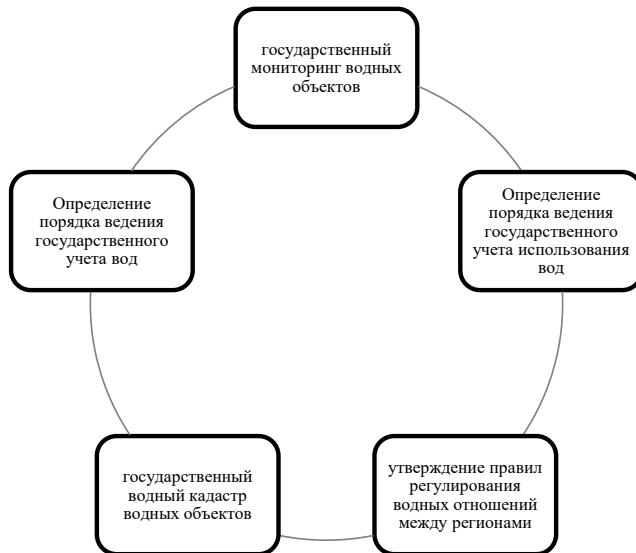 государственный
мониторинг водных
объектов
Определение
порядка ведения
государственного
учета вод
Определение
порядка ведения
государственного
учета использования
вод
государственный
водный кадастр
водных объектов
утверждение правил
регулирования
водных отношений
между регионами